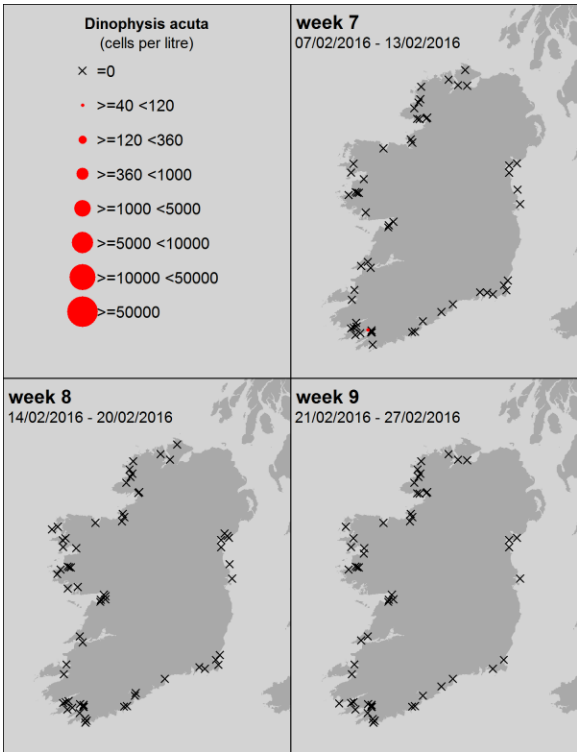 Dinophysis acuta
(cells per litre)
=0
>=40 <120
>=120 <360
>=360 <1000
>=1000 <5000
>=5000 <10000
>=10000 <50000
>=50000
week 7
07/02/2016 - 13/02/2016
week 8
14/02/2016 - 20/02/2016
week 9
21/02/2016 - 27/02/2016